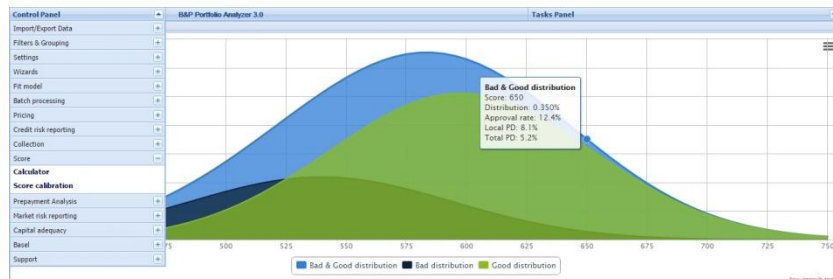 Control Panel
B&P Portfolio Analyzer 3.0
Tasks Panel
Import/Export Data
Filters & Grouping
Settings
Wizards
Fit model
Batch processing
Pricing
Credit risk reporting
Collection
Score
Calculator
Score calibration
Prepayment Analysis
Market risk reporting
Capital adequacy
Basel
Support
Bad & Good distribution
Score: 650
Distribution: 0.350%
Approval rate: 12.4%
Local PD: 8.1%
Total PD: 5.2%
500 525 550 575 600 625 650 675 700 725 750
Bad & Good distribution Bad distribution Good distribution